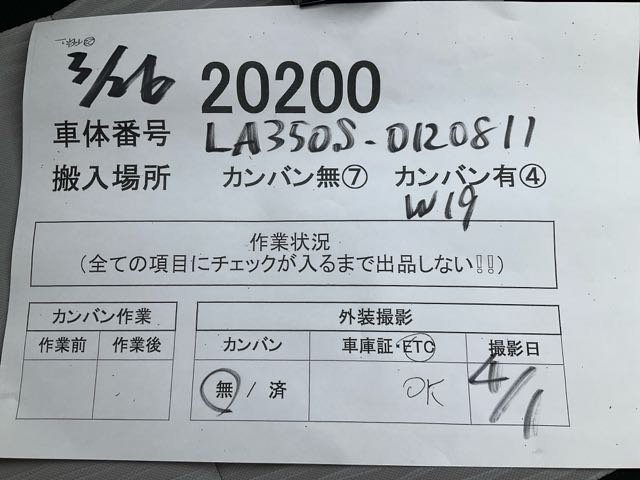 3/26 20200
車体番号 LA350S-0120811
搬入場所 カンバン無⑦ カンバン有④
W19
作業状況
(全ての項目にチェックが入るまで出品しない!!)
カンバン作業 外装撮影
作業前 作業後 カンバン 車庫証・ETC 撮影日
無 / 済 OK 4/1